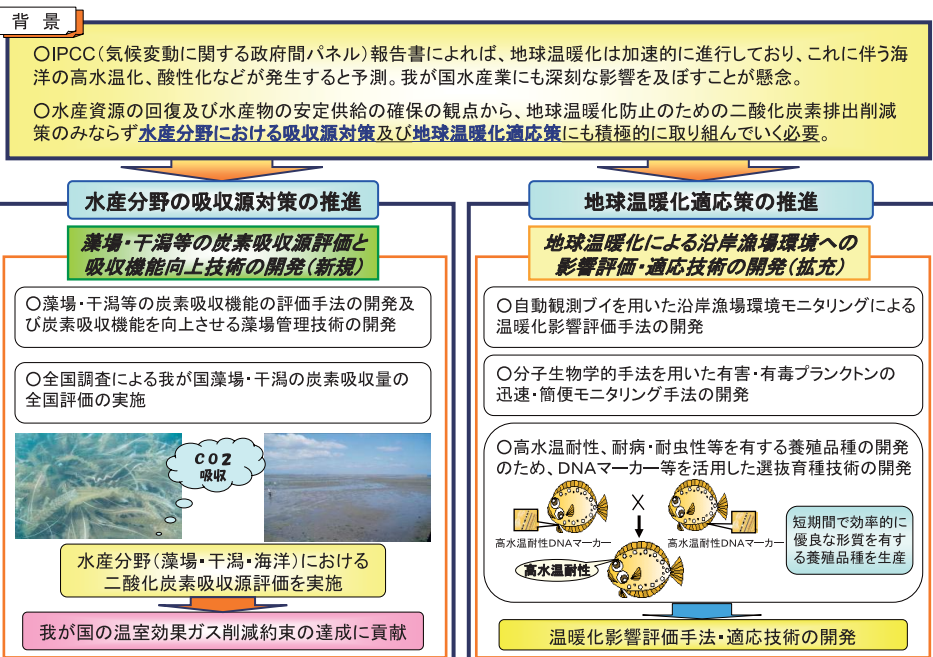 背 景
○IPCC(気候変動に関する政府間パネル)報告書によれば、地球温暖化は加速的に進行しており、これに伴う海
洋の高水温化、酸性化などが発生すると予測。我が国水産業にも深刻な影響を及ぼすことが懸念。
○水産資源の回復及び水産物の安定供給の確保の観点から、地球温暖化防止のための二酸化炭素排出削減
策のみならず水産分野における吸収源対策及び地球温暖化適応策にも積極的に取り組んでいく必要。
水産分野の吸収源対策の推進
藻場・干潟等の炭素吸収源評価と
吸収機能向上技術の開発(新規)
○藻場・干潟等の炭素吸収機能の評価手法の開発及
び炭素吸収機能を向上させる藻場管理技術の開発
○全国調査による我が国藻場・干潟の炭素吸収量の
全国評価の実施
CO2
吸収
水産分野(藻場・干潟・海洋)における
二酸化炭素吸収源評価を実施
我が国の温室効果ガス削減約束の達成に貢献
地球温暖化適応策の推進
地球温暖化による沿岸漁場環境への
影響評価・適応技術の開発(拡充)
○自動観測ブイを用いた沿岸漁場環境モニタリングによる
温暖化影響評価手法の開発
○分子生物学的手法を用いた有害・有毒プランクトンの
迅速・簡便モニタリング手法の開発
○高水温耐性、耐病・耐虫性等を有する養殖品種の開発
のため、DNAマーカー等を活用した選抜育種技術の開発
X
高水温耐性DNAマーカー
高水温耐性DNAマーカー
高水温耐性
短期間で効率的に
優良な形質を有す
る養殖品種を生産
温暖化影響評価手法・適応技術の開発